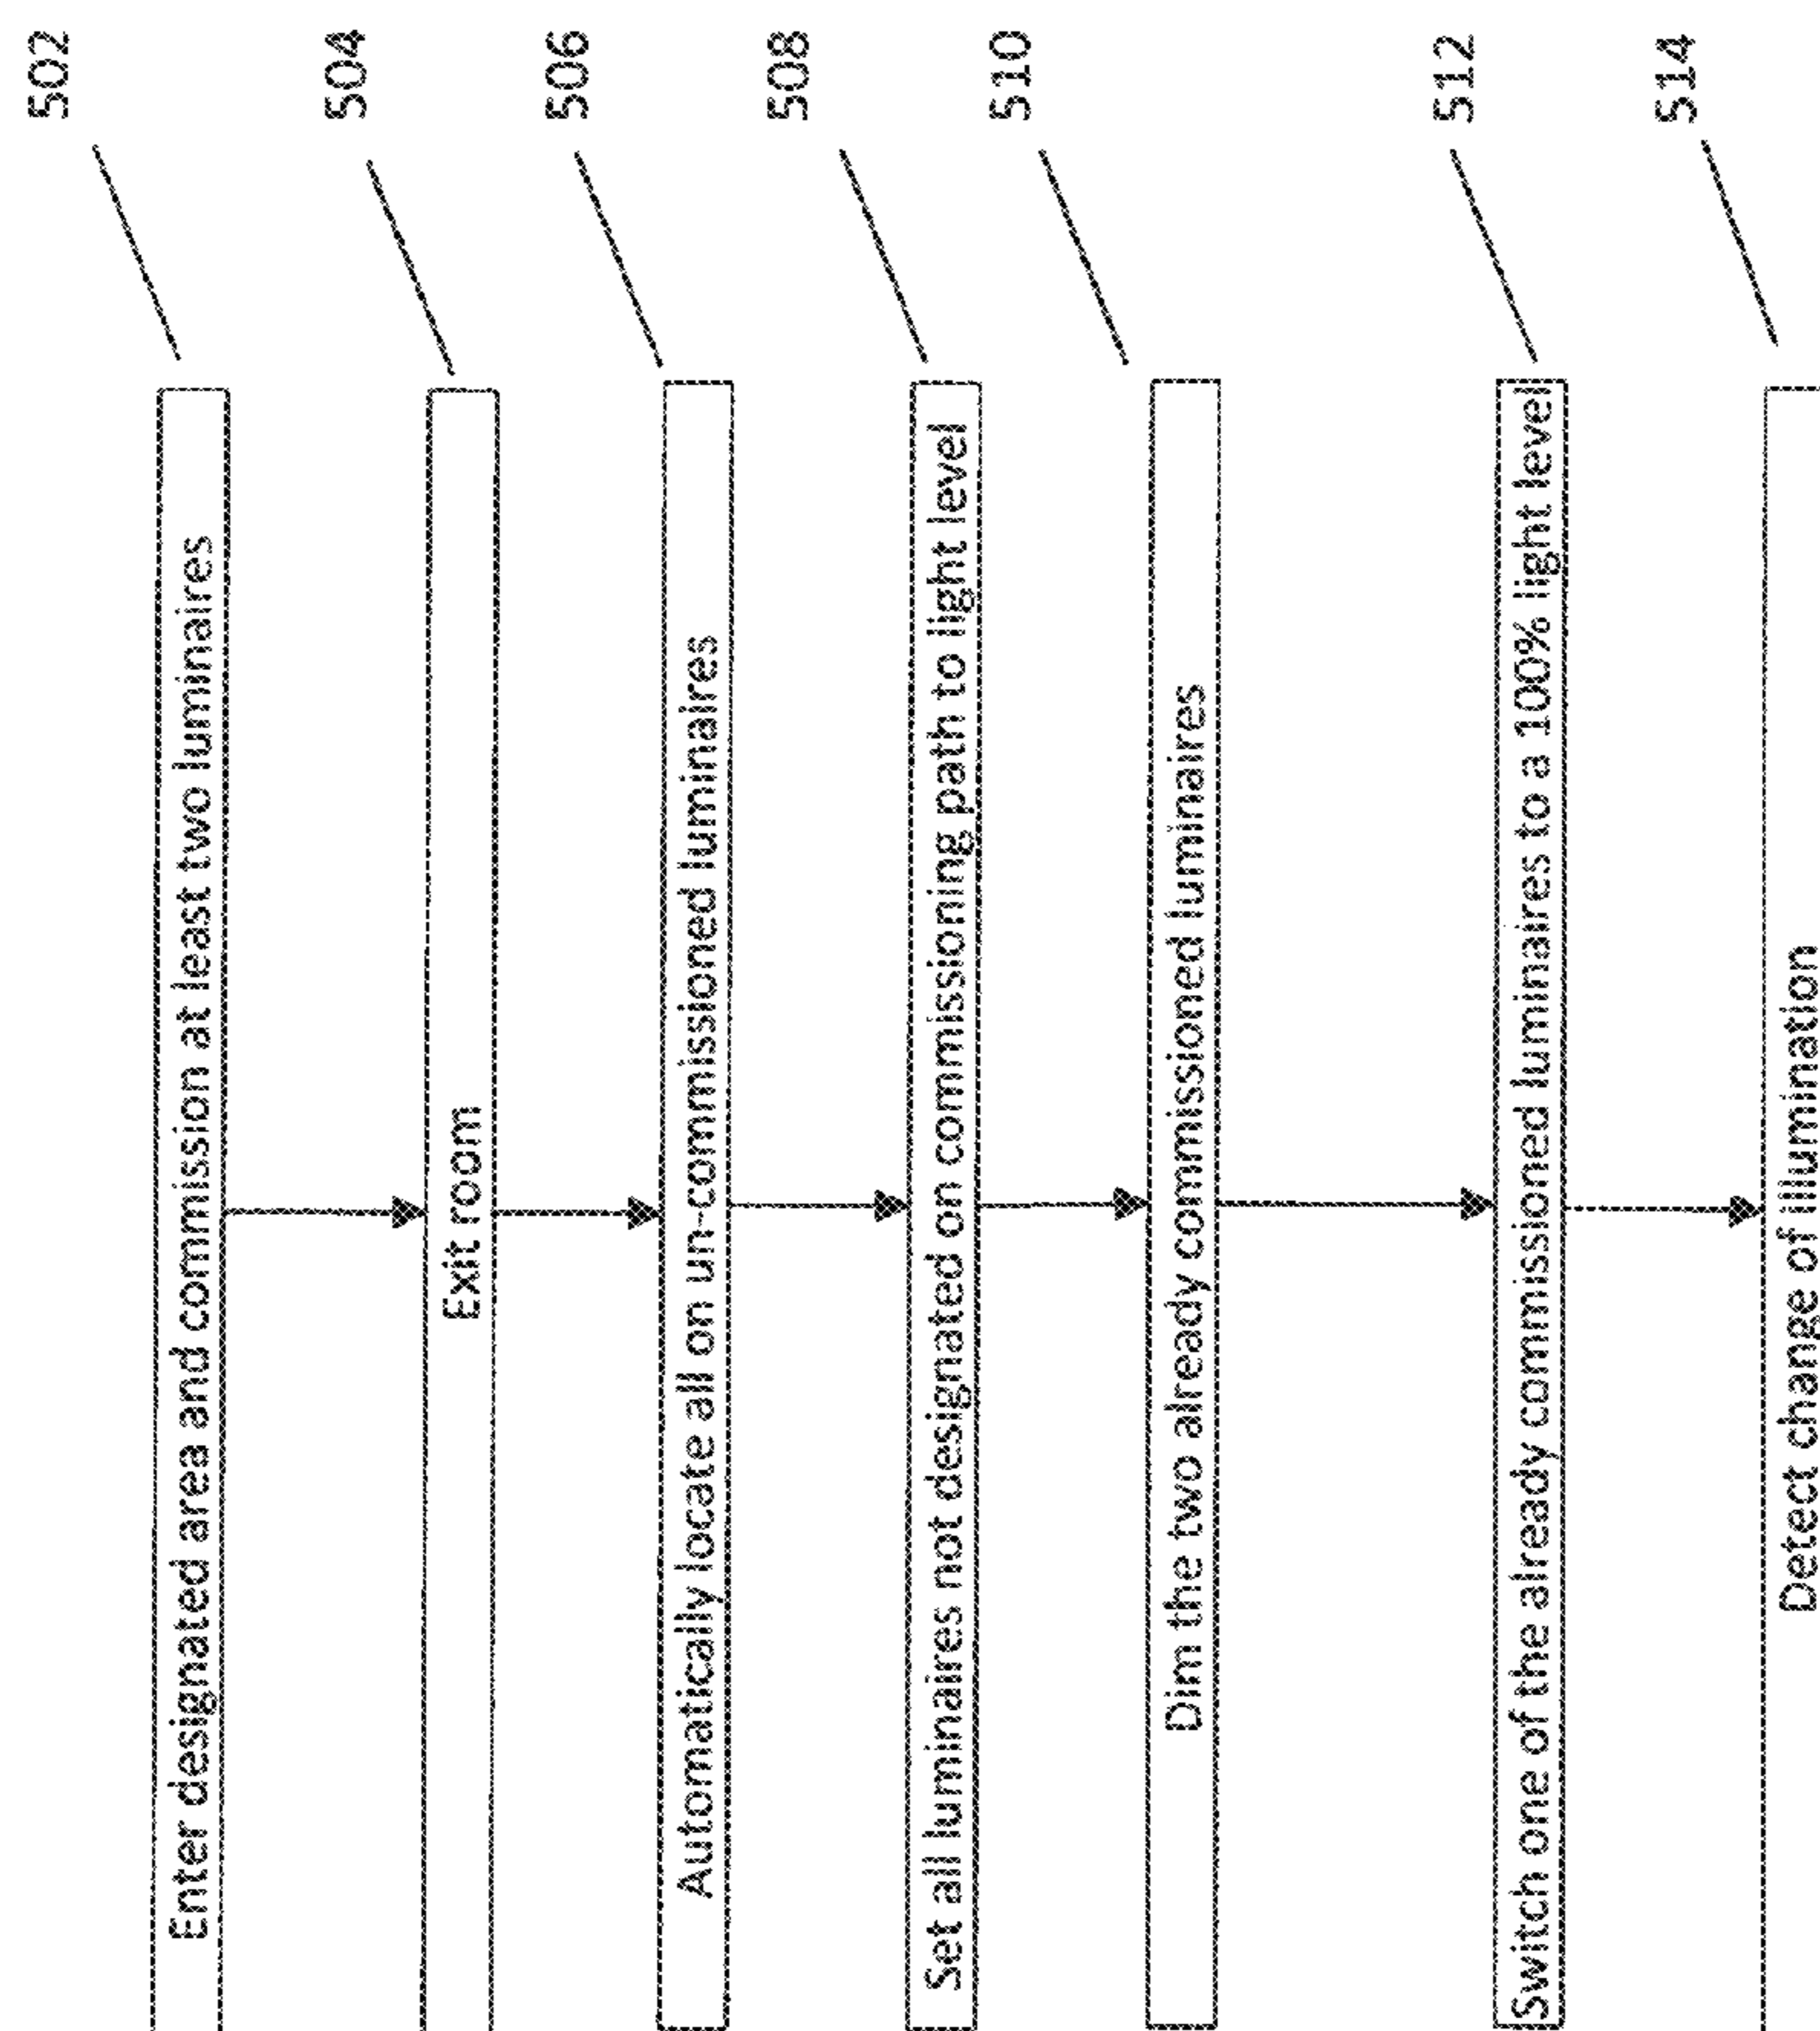 502
Enter designated area and commission at least two luminaires
504
Exit room
506
Automatically locate all on un-commissioned luminaires
508
Set all luminaires not designated on commissioning path to light level
510
Dim the two already commissioned luminaires
512
Switch one of the already commissioned luminaires to a 100% light level
514
Detect change of illumination